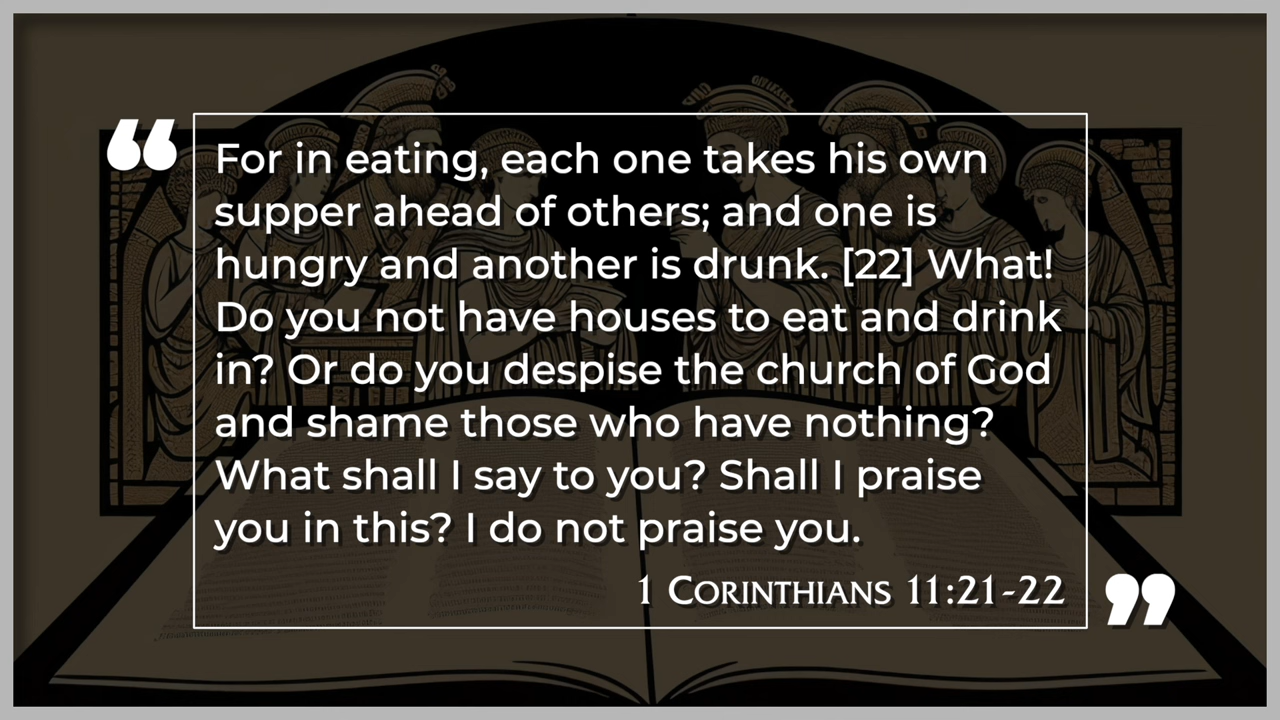 “
For in eating, each one takes his own
supper ahead of others; and one is
hungry and another is drunk. [22] What!
Do you not have houses to eat and drink
in? Or do you despise the church of God
and shame those who have nothing?
What shall I say to you? Shall I praise
you in this? I do not praise you.
1 Corinthians 11:21-22
”